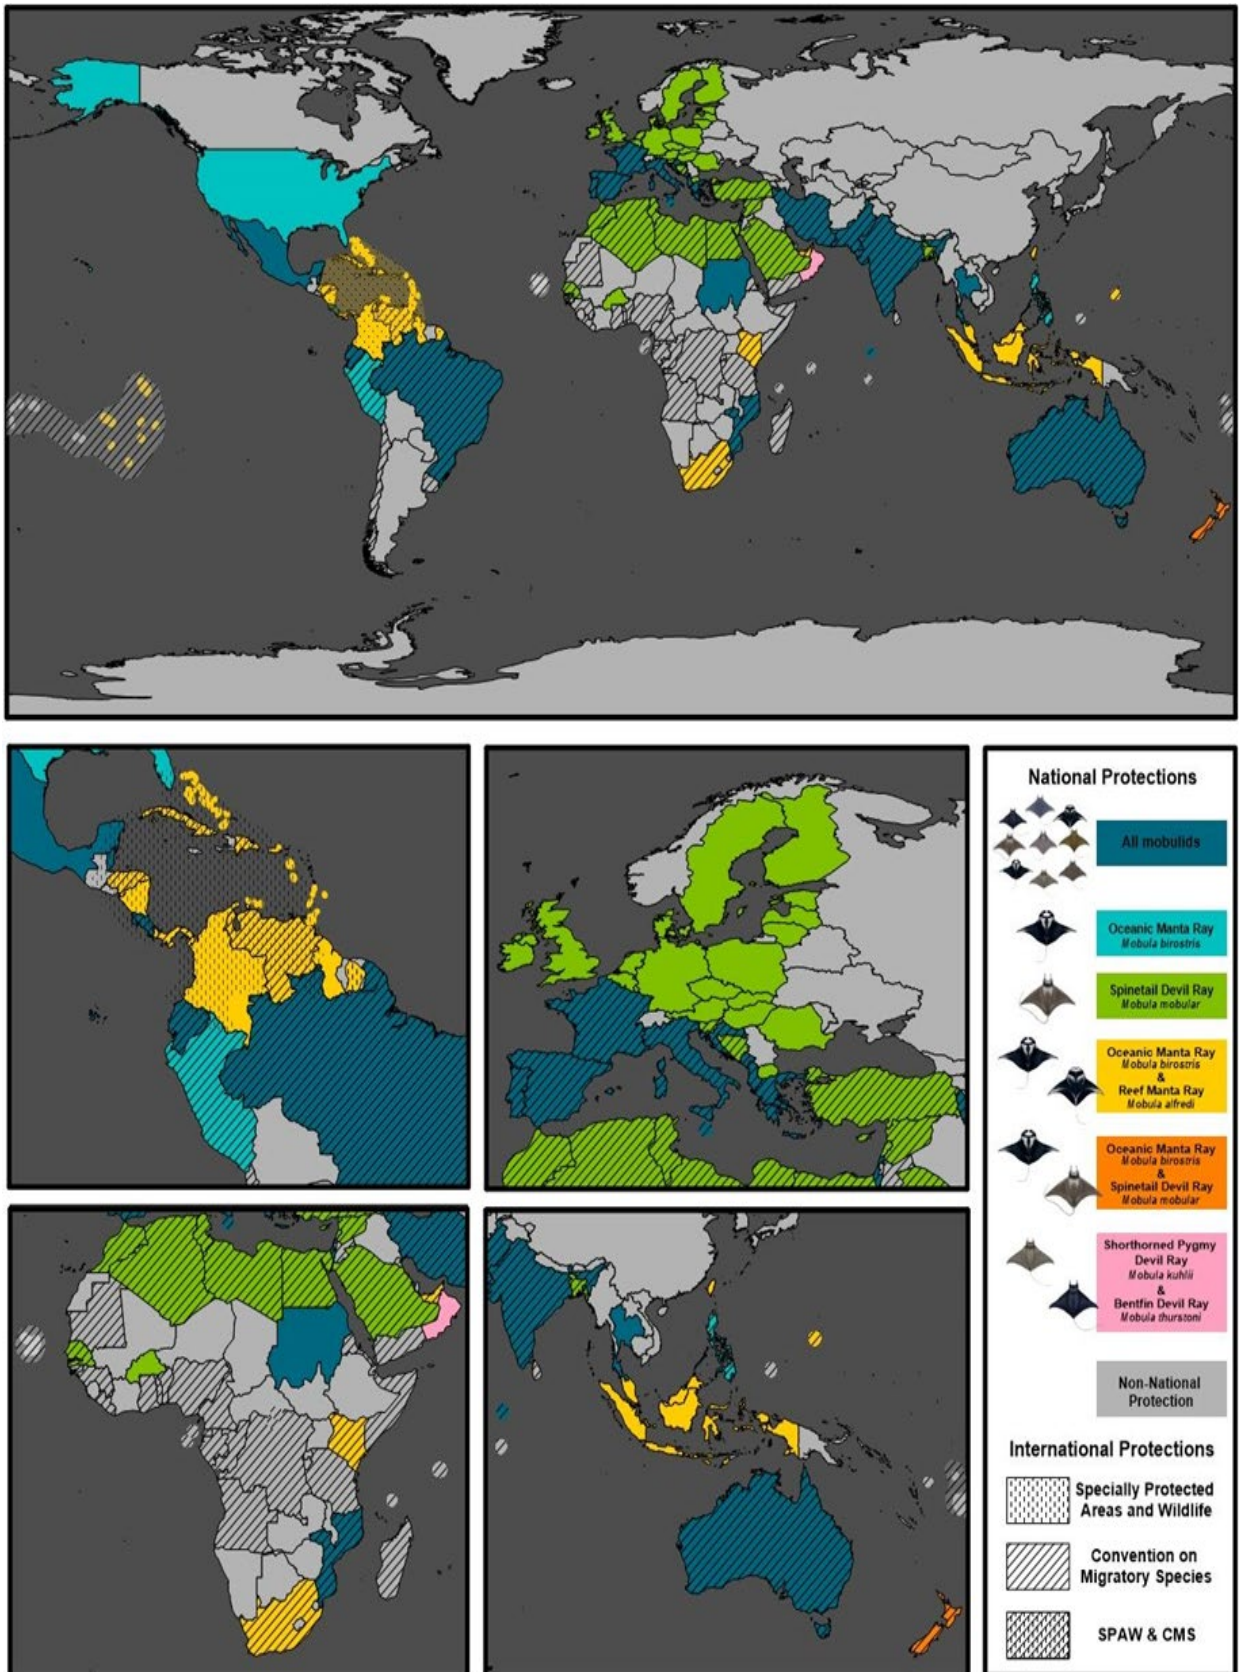 National Protections
All mobulids
Oceanic Manta Ray
Mobula birostris
Spinetail Devil Ray
Mobula mobular
Oceanic Manta Ray
Mobula birostris
&
Reef Manta Ray
Mobula alfredi
Oceanic Manta Ray
Mobula birostris
&
Spinetail Devil Ray
Mobula mobular
Shorthorned Pygmy
Devil Ray
Mobula kuhlii
&
Bentfin Devil Ray
Mobula thurstoni
Non-National
Protection
International Protections
Specially Protected
Areas and Wildlife
Convention on
Migratory Species
SPAW & CMS